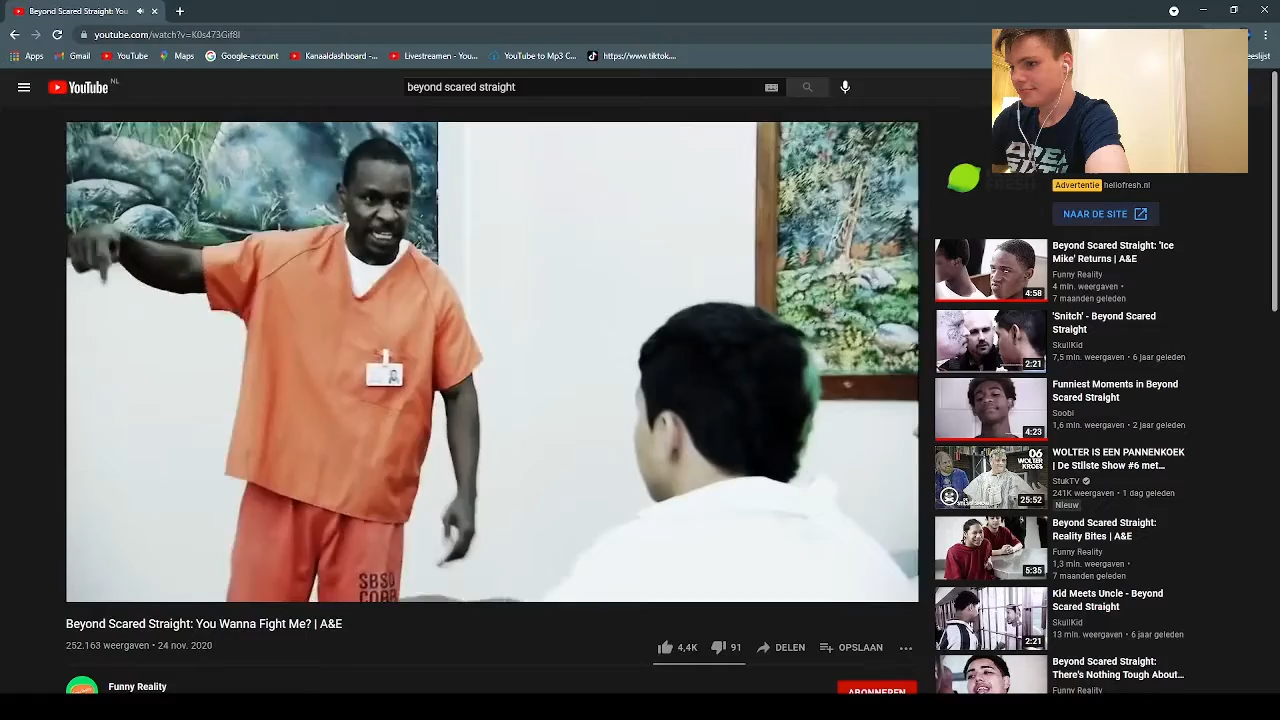 Beyond Scared Straight: You
youtube.com/watch?v=K0s473Gif8I
Apps
Gmail
YouTube
Maps
Google-account
Kanaaldashboard -...
Livestreamen - You...
YouTube to Mp3 C...
https://www.tiktok....
eeslijst
YouTube NL
beyond scared straight
AREA
SIXTY
FRESH
Advertentie hellofresh.nl
NAAR DE SITE
Beyond Scared Straight: 'Ice
Mike' Returns | A&E
Funny Reality
4 mln. weergaven •
7 maanden geleden
4:58
'Snitch' - Beyond Scared
Straight
SkullKid
7,5 mln. weergaven • 6 jaar geleden
2:21
Funniest Moments in Beyond
Scared Straight
Soobi
1,6 mln. weergaven • 2 jaar geleden
4:23
WOLTER IS EEN PANNENKOEK
| De Stilste Show #6 met...
StukTV
241K weergaven • 1 dag geleden
Nieuw
06
WOLTER
KROES
25:52
Beyond Scared Straight:
Reality Bites | A&E
Funny Reality
1,3 mln. weergaven •
7 maanden geleden
5:35
Kid Meets Uncle - Beyond
Scared Straight
SkullKid
13 mln. weergaven • 6 jaar geleden
2:21
Beyond Scared Straight:
There's Nothing Tough About...
Funny Reality
SBSO
CORR
Beyond Scared Straight: You Wanna Fight Me? | A&E
252.163 weergaven • 24 nov. 2020
4,4K
91
DELEN
OPSLAAN
Funny Reality
ABONNEREN